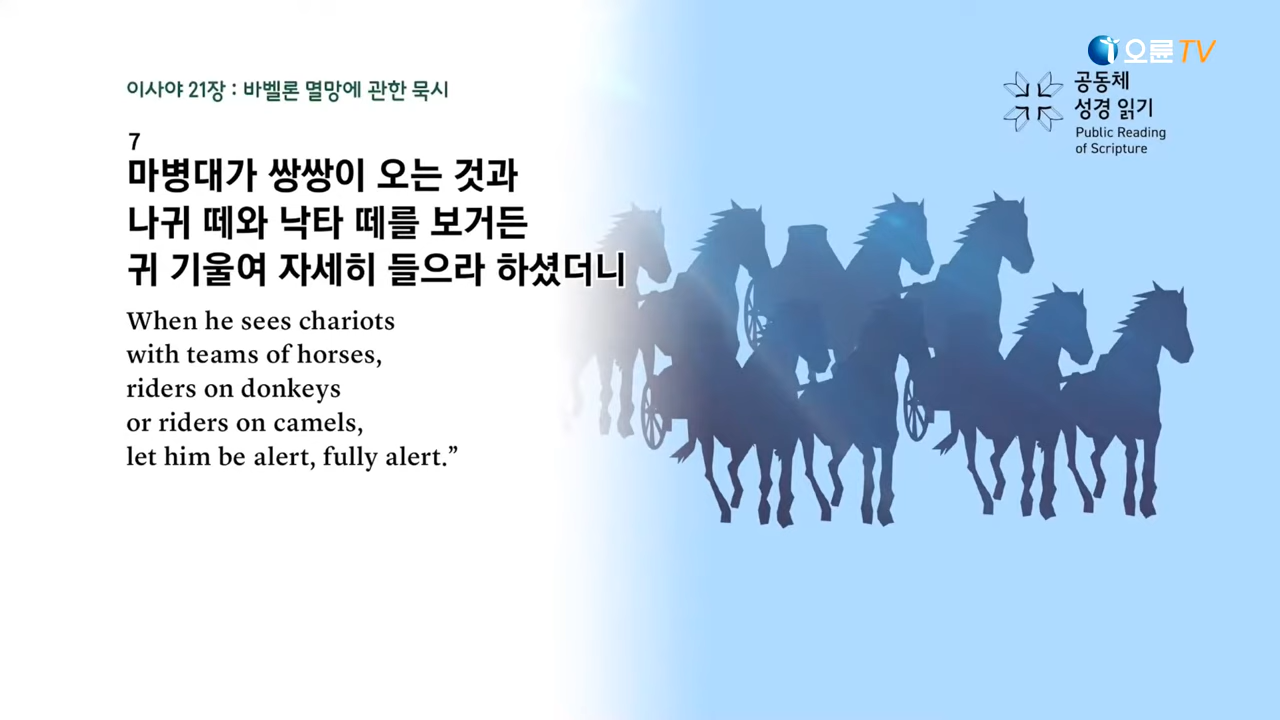 오륜TV
이사야 21장 : 바벨론 멸망에 관한 묵시
공동체
성경 읽기
Public Reading
of Scripture
7
마병대가 쌍쌍이 오는 것과
나귀 떼와 낙타 떼를 보거든
귀 기울여 자세히 들으라 하셨더니
When he sees chariots
with teams of horses,
riders on donkeys
or riders on camels,
let him be alert, fully alert.”